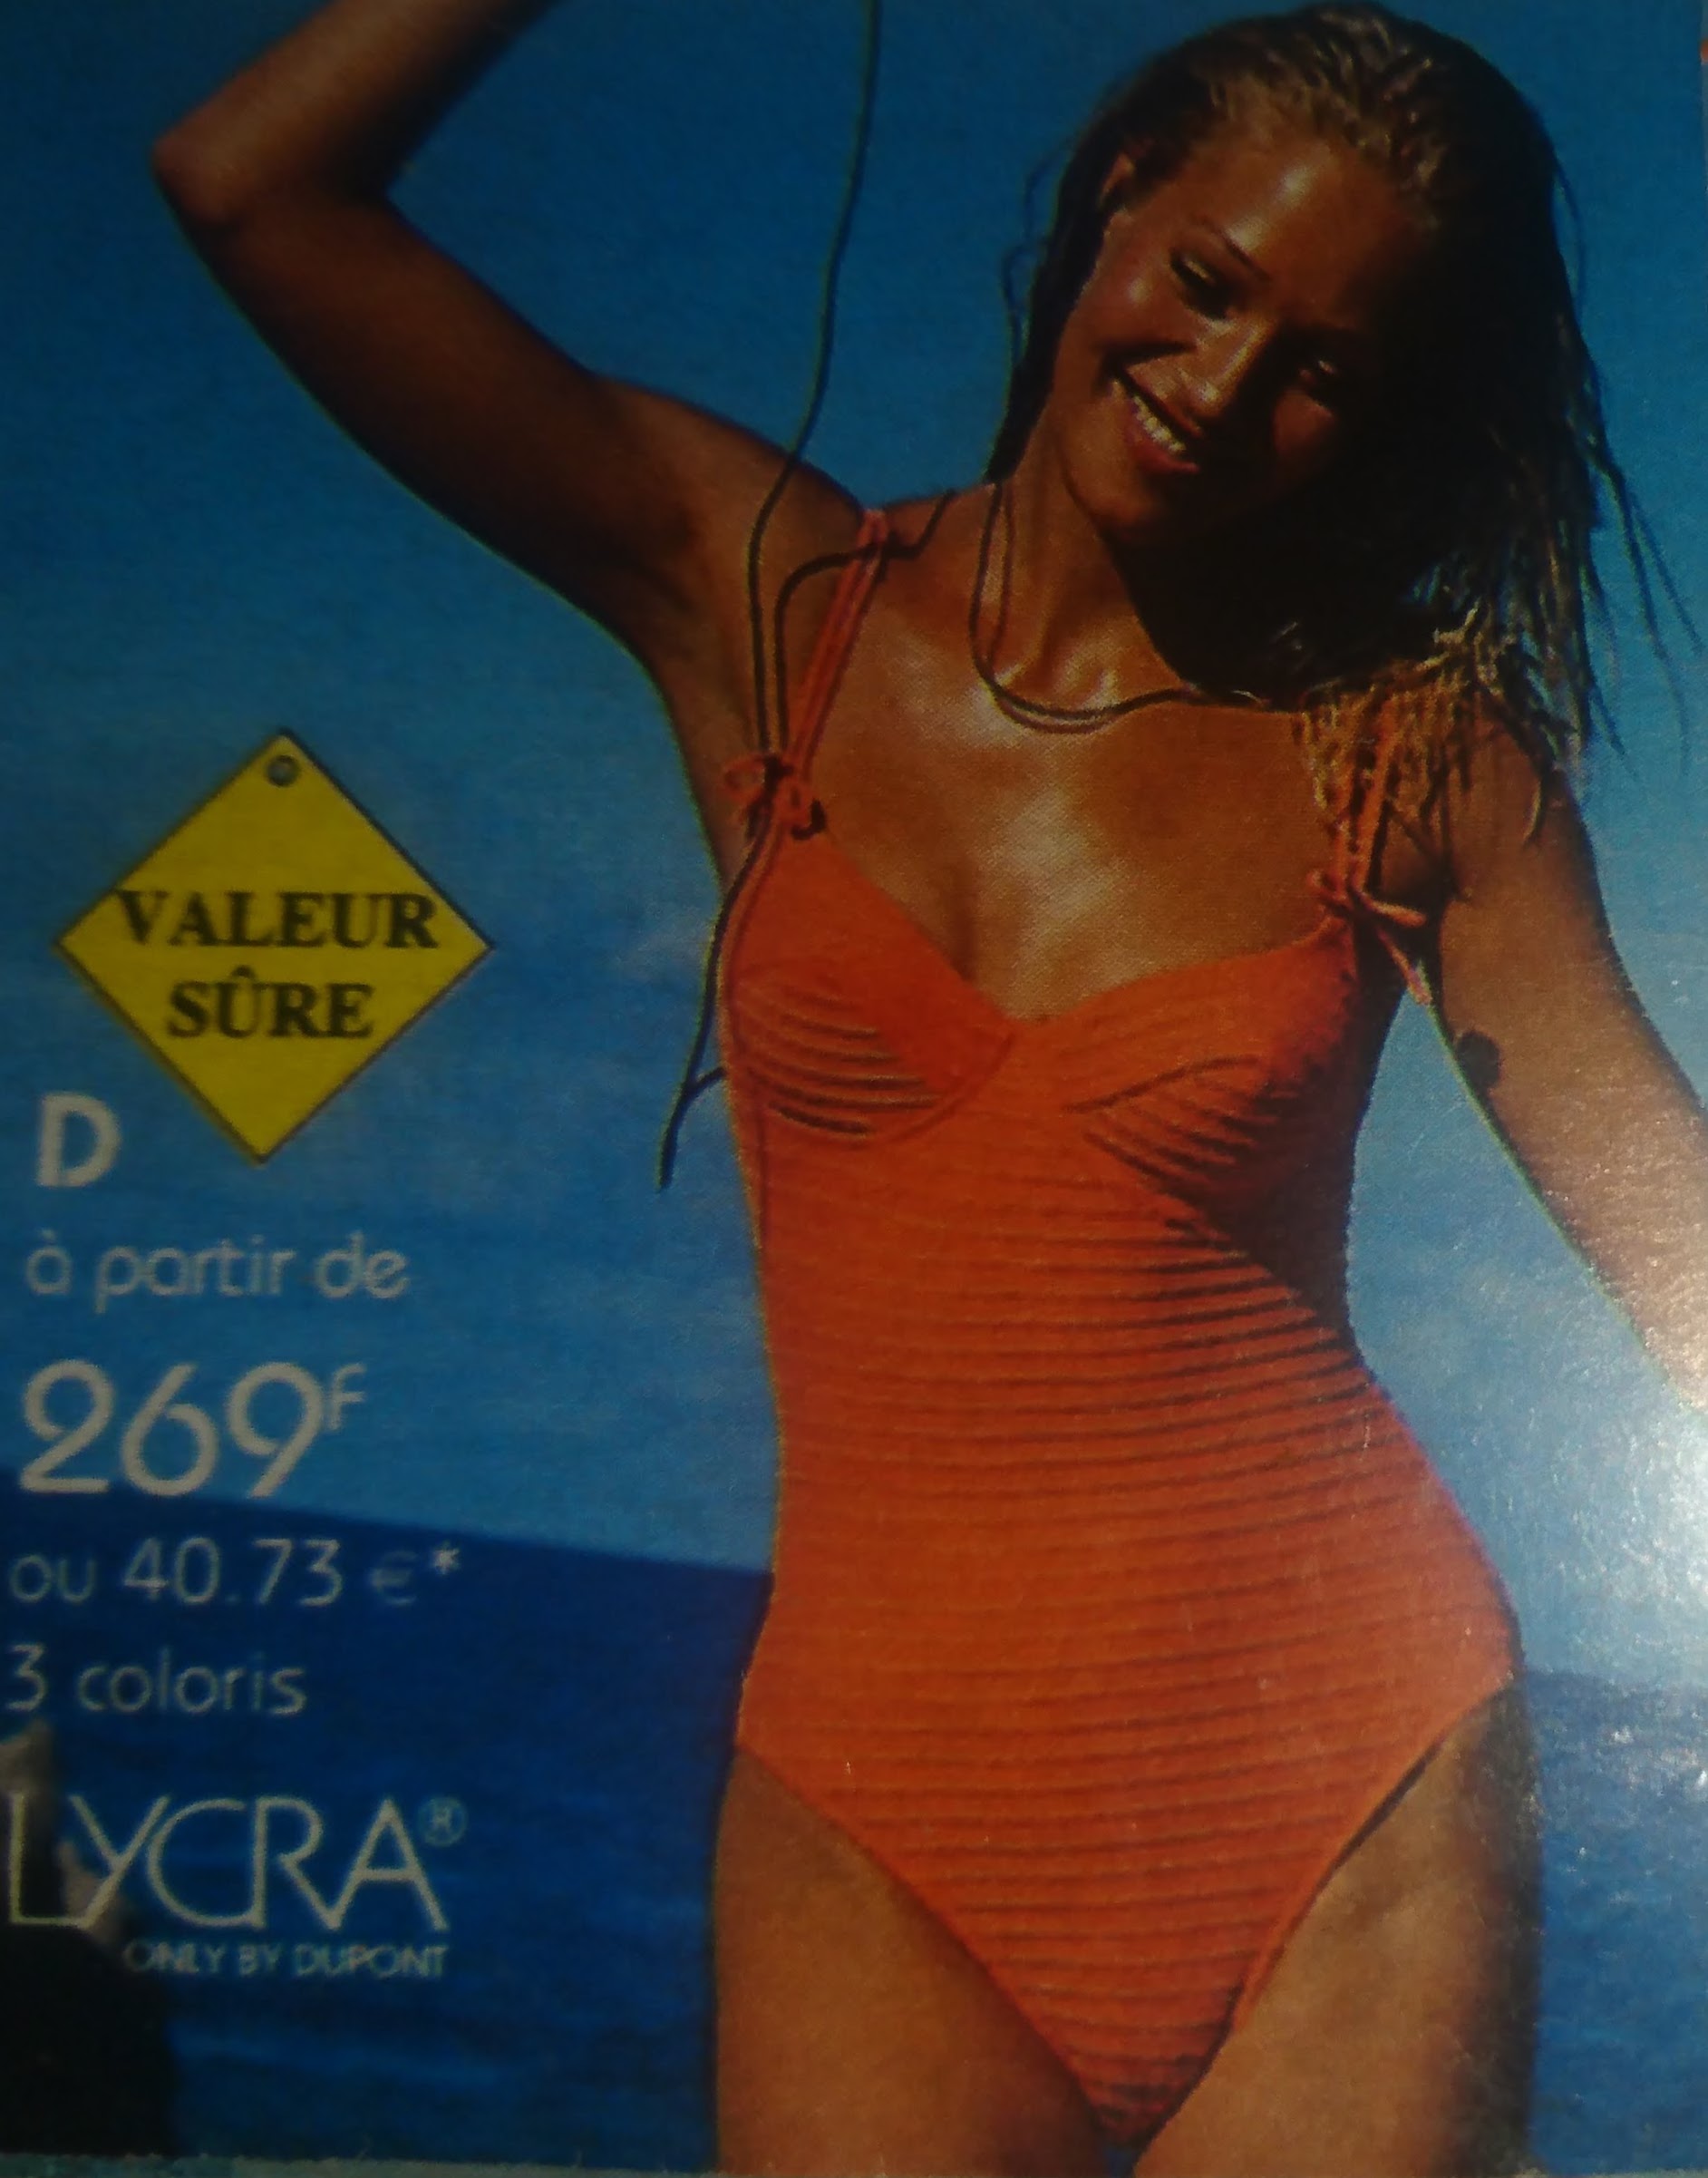 VALEUR
SÛRE
D
à partir de
269F
ou 40.73 €*
3 coloris
LYCRA®
ONLY BY DUPONT